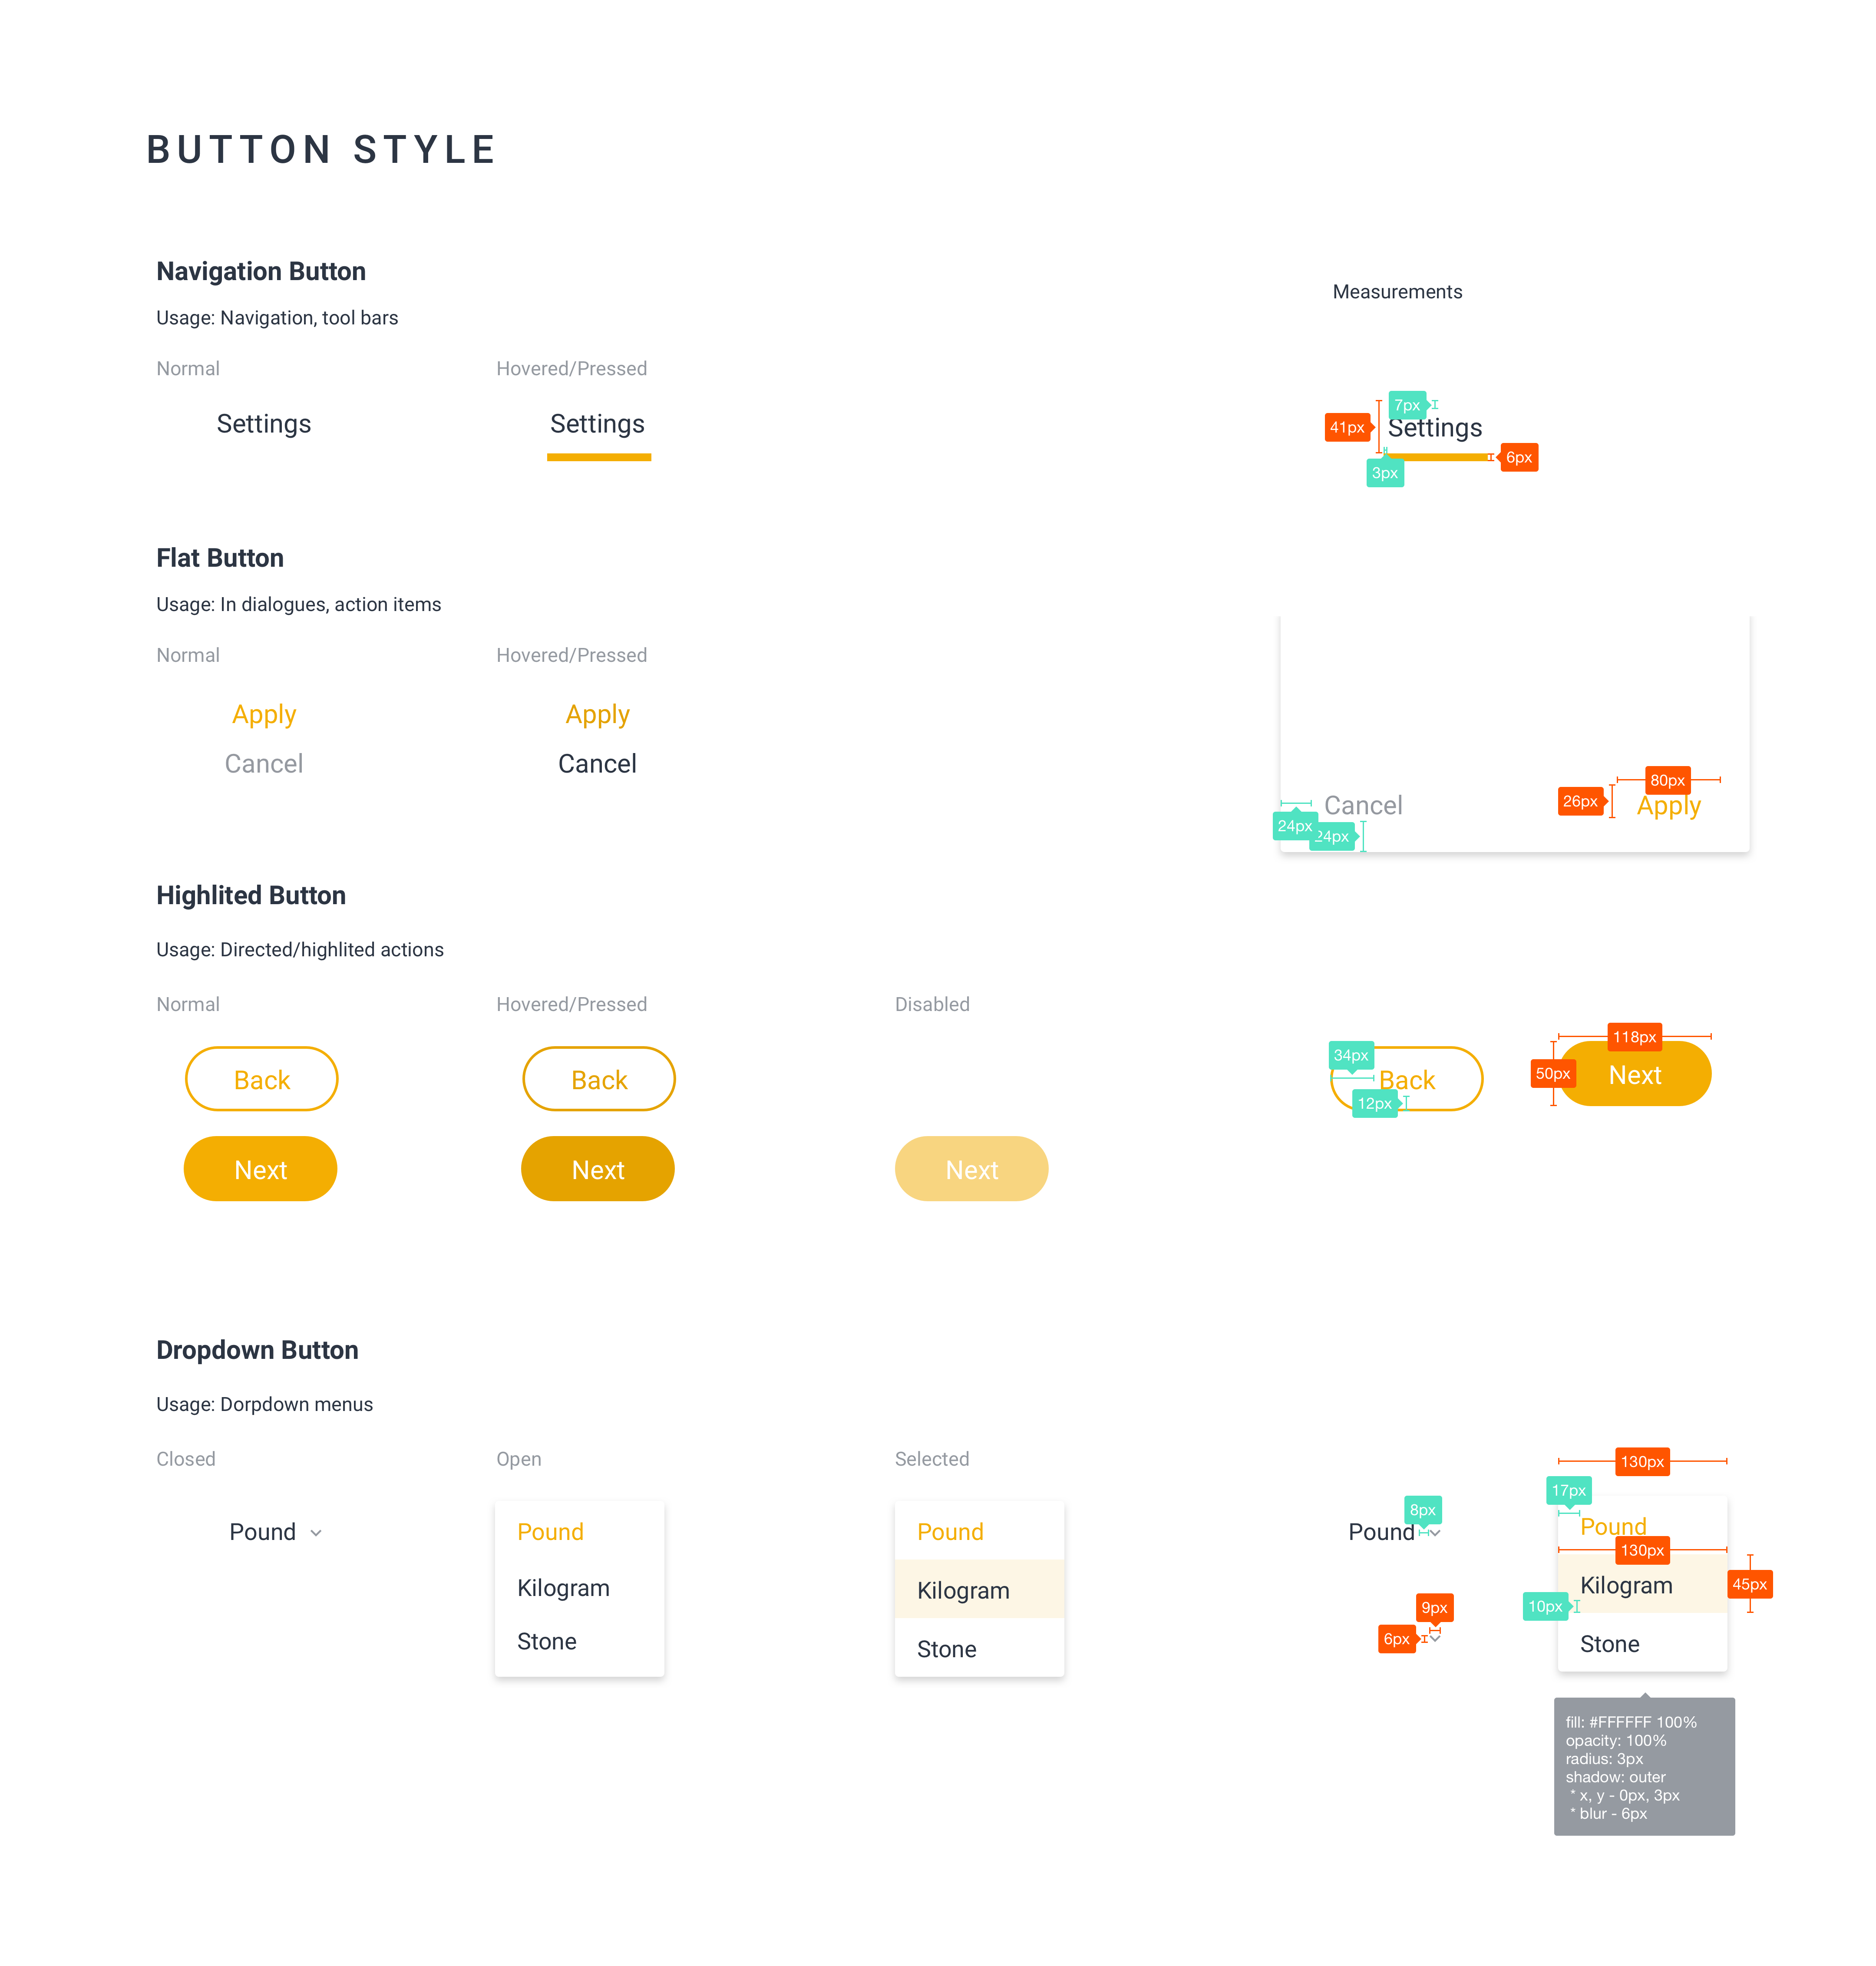 BUTTON STYLE
Navigation Button
Measurements
Usage: Navigation, tool bars
Normal
Hovered/Pressed
Settings
Settings
7px
41px
Settings
6px
3px
Flat Button
Usage: In dialogues, action items
Normal
Hovered/Pressed
Apply
Apply
Cancel
Cancel
80px
26px
Cancel
Apply
24px
24px
Highlited Button
Usage: Directed/highlited actions
Normal
Hovered/Pressed
Disabled
Back
Back
Next
Next
Next
34px
Back
12px
118px
50px
Next
Dropdown Button
Usage: Dorpdown menus
Closed
Open
Selected
Pound
Pound
Kilogram
Stone
Pound
Kilogram
Stone
8px
Pound
9px
6px
130px
17px
Pound
130px
Kilogram
45px
10px
Stone
fill: #FFFFFF 100%
opacity: 100%
radius: 3px
shadow: outer
* x, y - 0px, 3px
* blur - 6px